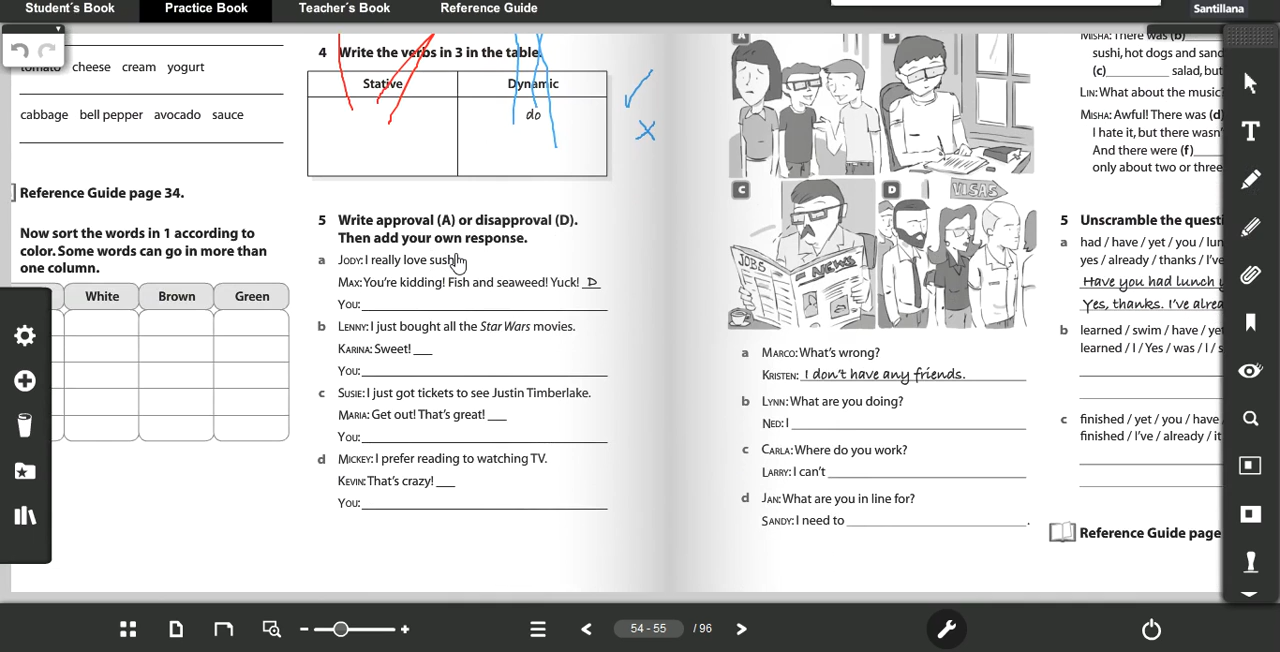 Student´s Book Practice Book Teacher´s Book Reference Guide
Santillana
tomato cheese cream yogurt
cabbage bell pepper avocado sauce
Reference Guide page 34.
Now sort the words in 1 according to
color. Some words can go in more than
one column.
White Brown Green
4 Write the verbs in 3 in the table.
Stative Dynamic
do
5 Write approval (A) or disapproval (D).
Then add your own response.
a JODY: I really love sushi.
MAX: You're kidding! Fish and seaweed! Yuck! D
YOU:
b LENNY: I just bought all the Star Wars movies.
KARINA: Sweet!
YOU:
c SUSIE: I just got tickets to see Justin Timberlake.
MARIA: Get out! That's great!
YOU:
d MICKEY: I prefer reading to watching TV.
KEVIN: That's crazy!
YOU:
A B
C D
JOBS NEWS
VISAS
a MARCO: What's wrong?
KRISTEN: I don't have any friends.
b LYNN: What are you doing?
NED: I
c CARLA: Where do you work?
LARRY: I can't
d JAN: What are you in line for?
SANDY: I need to .
MISHA: There was (b)
sushi, hot dogs and sand
(c) salad, but
LIN: What about the music?
MISHA: Awful! There was (d)
I hate it, but there wasn'
And there were (f)
only about two or three
5 Unscramble the questi
a had / have / yet / you / lun
yes / already / thanks / I've
Have you had lunch y
Yes, thanks. I've alrea
b learned / swim / have / yet
learned / I / Yes / was / I / s
c finished / yet / you / have
finished / I've / already / it
Reference Guide page
54 - 55 / 96